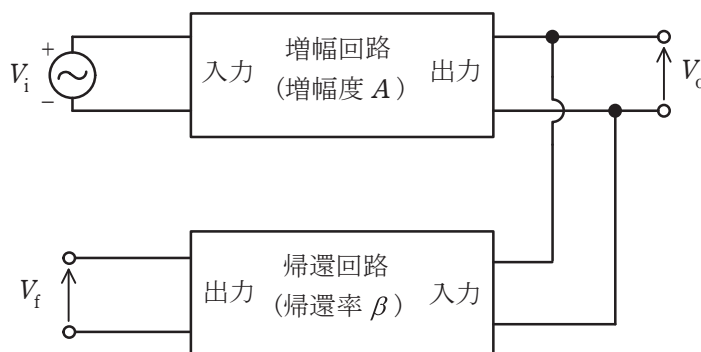 +
V_i
−
入力
増幅回路
(増幅度 A)
出力
V_o
V_f
出力
帰還回路
(帰還率 β)
入力